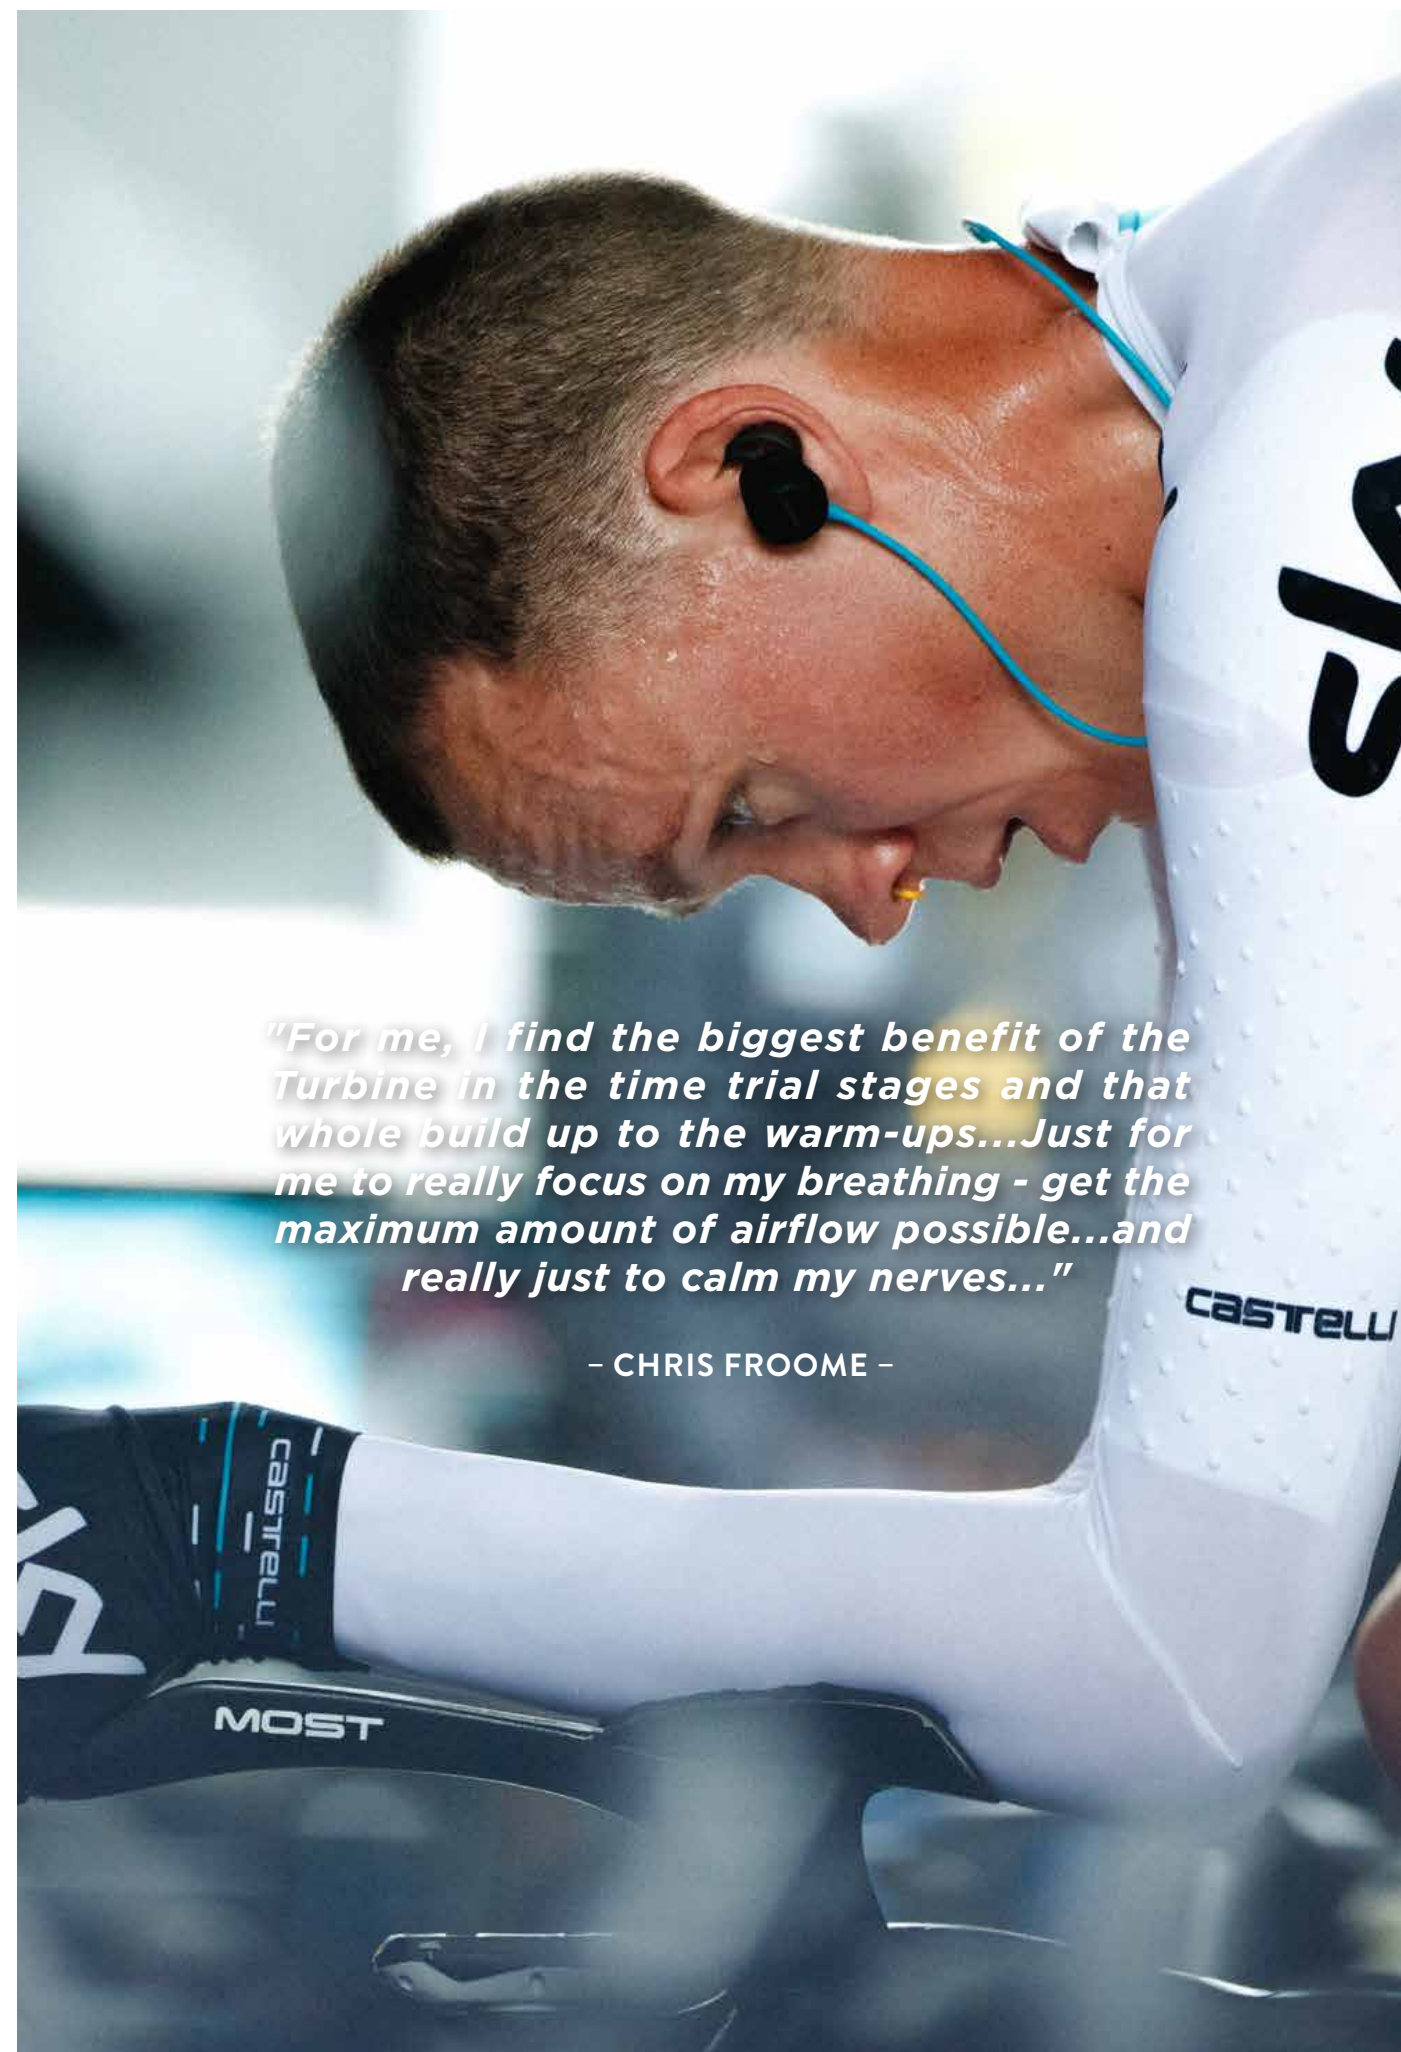 sky
"For me, I find the biggest benefit of the
Turbine in the time trial stages and that
whole build up to the warm-ups...Just for
me to really focus on my breathing - get the
maximum amount of airflow possible...and
really just to calm my nerves..."
CASTELLI
– CHRIS FROOME –
CASTELLI
MOST